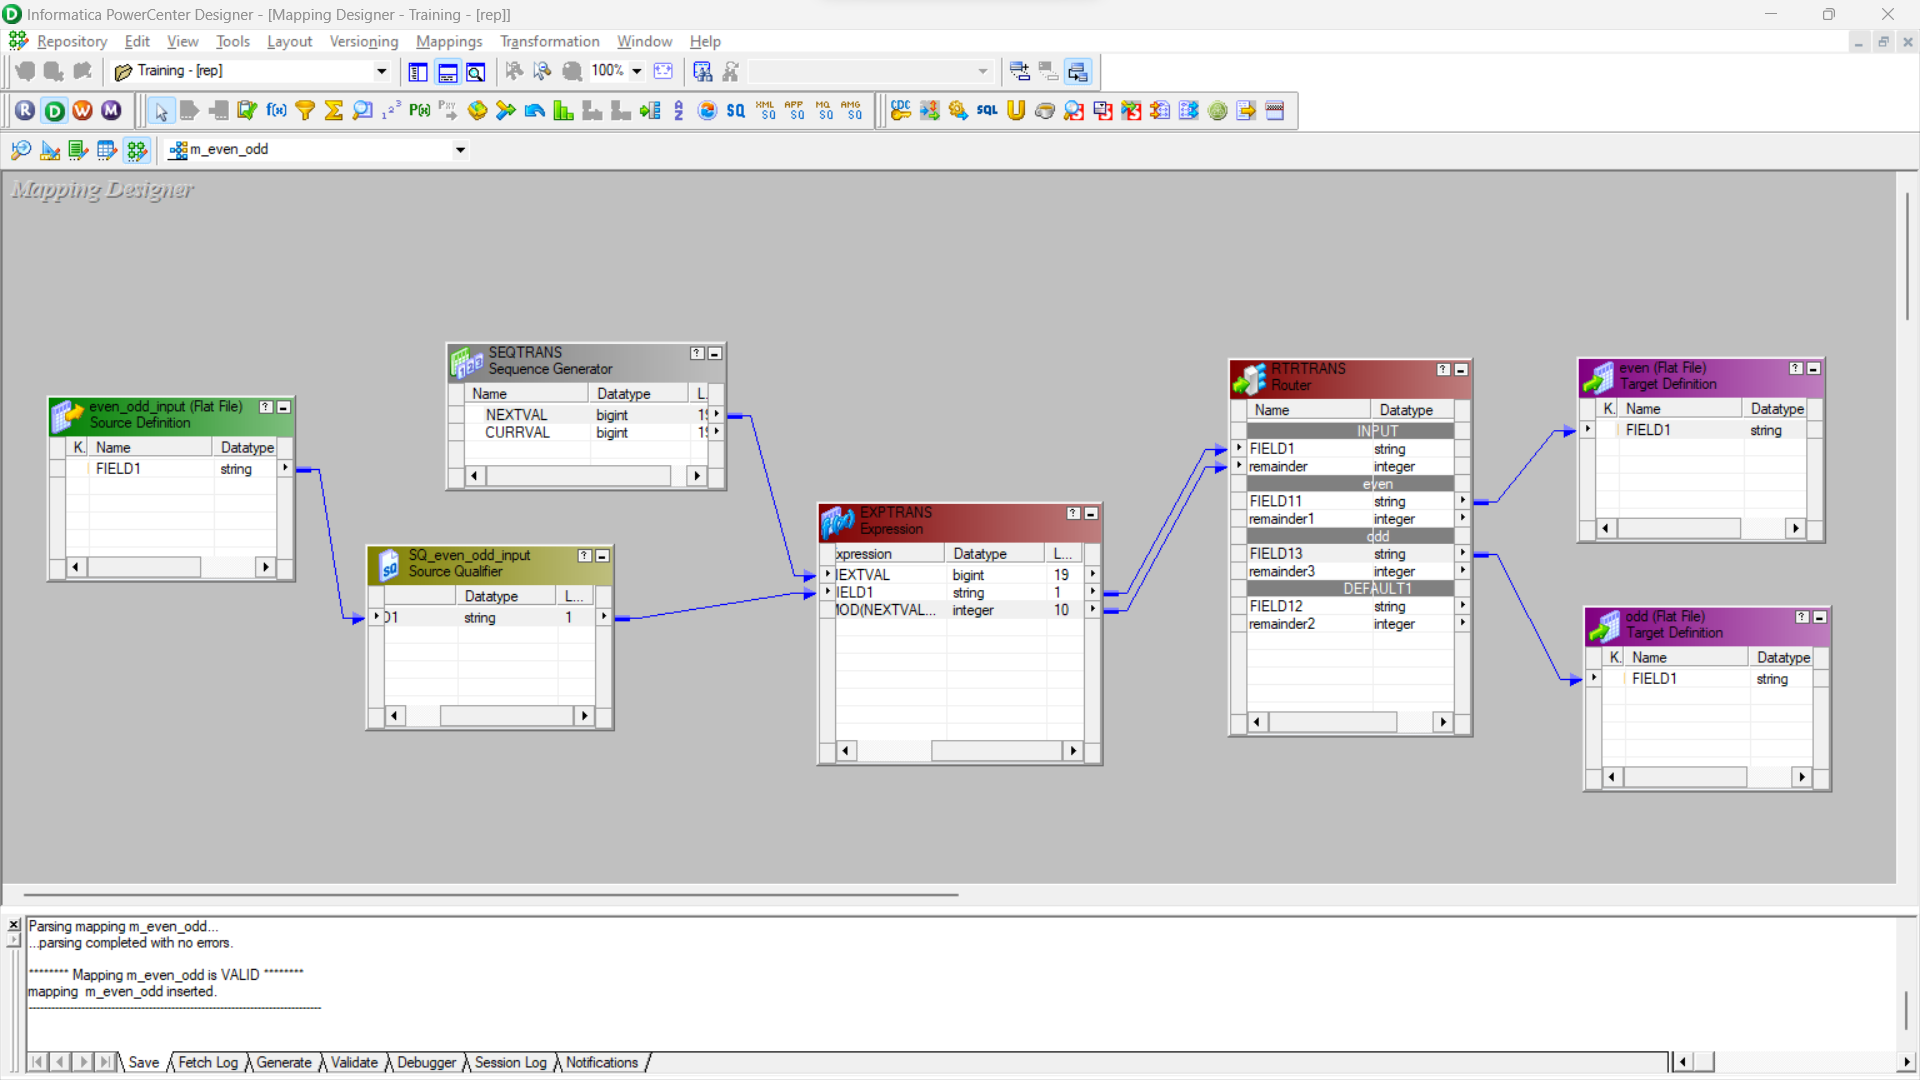 Informatica PowerCenter Designer - [Mapping Designer - Training - [rep]]
Repository Edit View Tools Layout Versioning Mappings Transformation Window Help
Training - [rep]
100%
m_even_odd
Mapping Designer
SEQTRANS
Sequence Generator
Name Datatype L.
NEXTVAL bigint 19
CURRVAL bigint 19
even_odd_input (Flat File)
Source Definition
K. Name Datatype
FIELD1 string
SQ_even_odd_input
Source Qualifier
Datatype L...
D1 string 1
EXPTRANS
Expression
xpression Datatype L...
NEXTVAL bigint 19
IELD1 string 1
MOD(NEXTVAL... integer 10
RTRTRANS
Router
Name Datatype
INPUT
FIELD1 string
remainder integer
even
FIELD11 string
remainder1 integer
odd
FIELD13 string
remainder3 integer
DEFAULT1
FIELD12 string
remainder2 integer
even (Flat File)
Target Definition
K. Name Datatype
FIELD1 string
odd (Flat File)
Target Definition
K. Name Datatype
FIELD1 string
Parsing mapping m_even_odd...
...parsing completed with no errors.
******** Mapping m_even_odd is VALID ********
mapping m_even_odd inserted.
Save Fetch Log Generate Validate Debugger Session Log Notifications